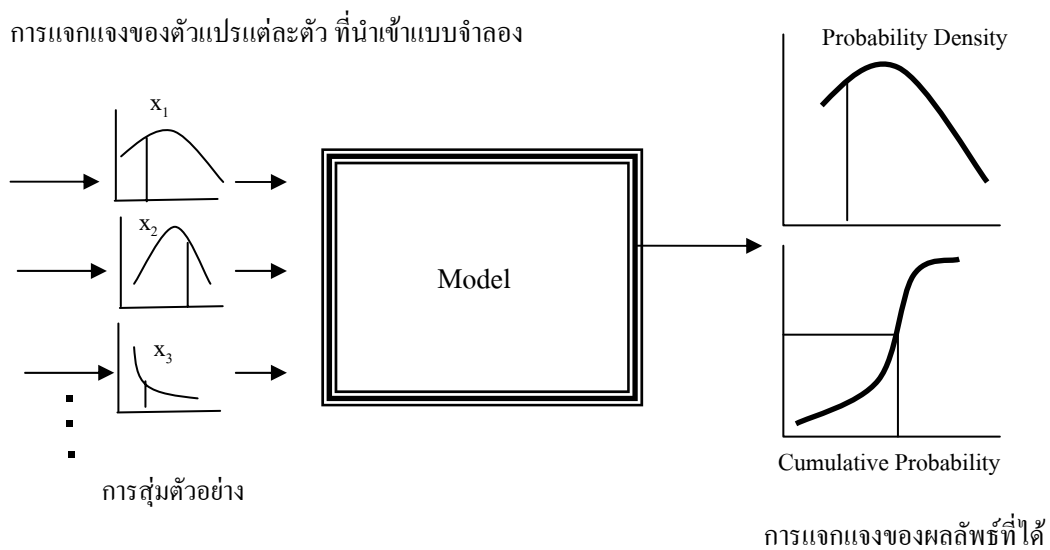 การแจกแจงของตัวแปรแต่ละตัว ที่นำเข้าแบบจำลอง
Probability Density
x1
x2
Model
x3
Cumulative Probability
การสุ่มตัวอย่าง
การแจกแจงของผลลัพธ์ที่ได้